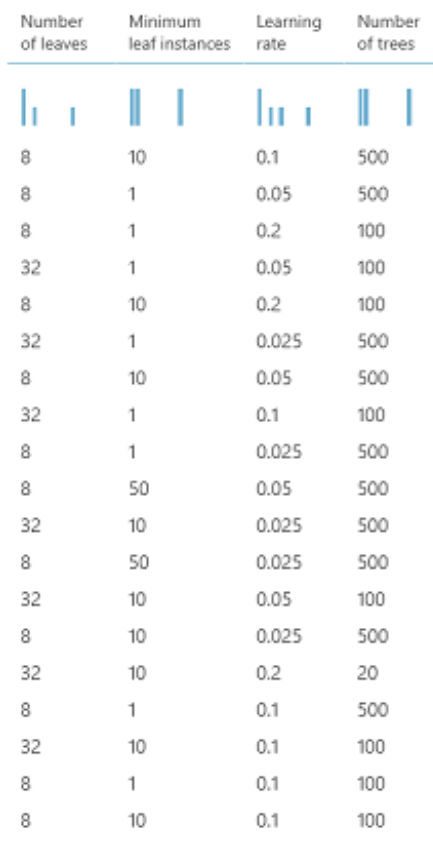 Number Minimum Learning Number
of leaves leaf instances rate of trees
8 10 0.1 500
8 1 0.05 500
8 1 0.2 100
32 1 0.05 100
8 10 0.2 100
32 1 0.025 500
8 10 0.05 500
32 1 0.1 100
8 1 0.025 500
8 50 0.05 500
32 10 0.025 500
8 50 0.025 500
32 10 0.05 100
8 10 0.025 500
32 10 0.2 20
8 1 0.1 500
32 10 0.1 100
8 1 0.1 100
8 10 0.1 100